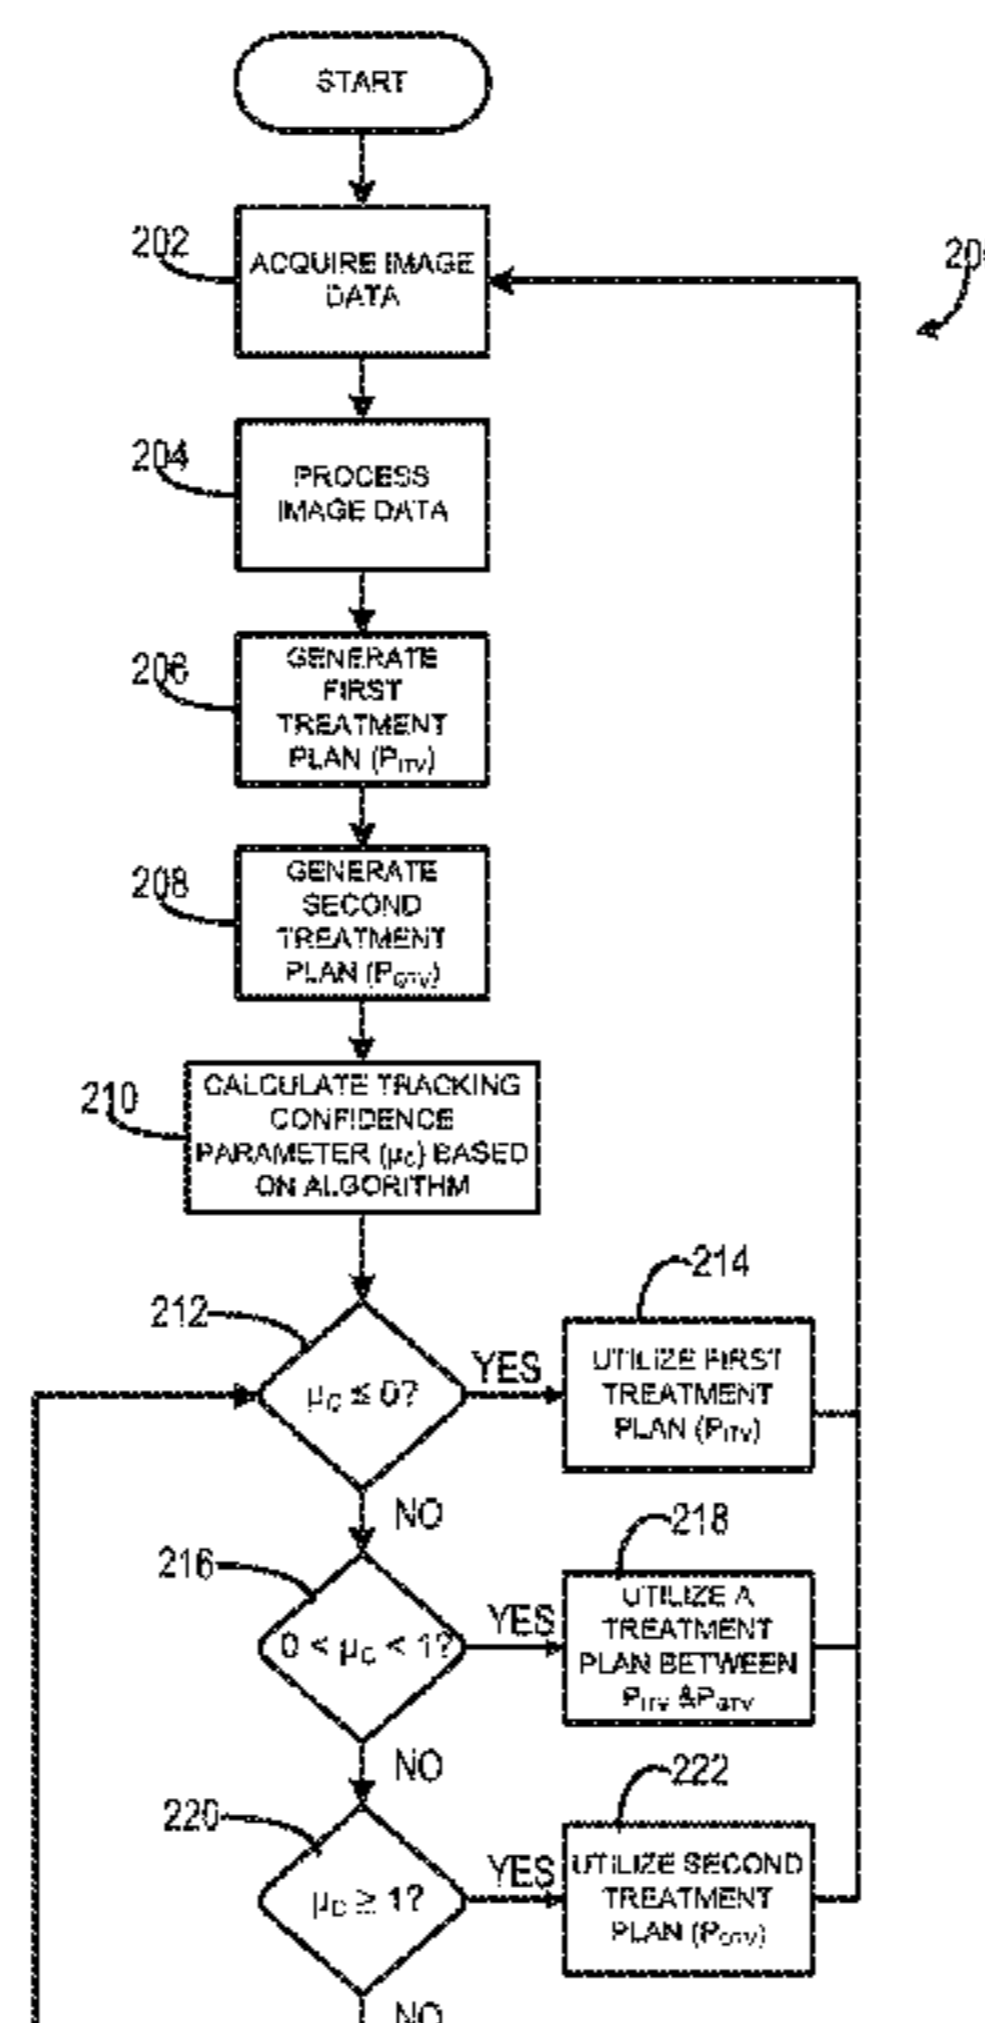 START
202
ACQUIRE IMAGE
DATA
204
PROCESS
IMAGE DATA
206
GENERATE
FIRST
TREATMENT
PLAN (PITV)
208
GENERATE
SECOND
TREATMENT
PLAN (PGTV)
210
CALCULATE TRACKING
CONFIDENCE
PARAMETER (μC) BASED
ON ALGORITHM
212
μC ≤ 0?
YES
214
UTILIZE FIRST
TREATMENT
PLAN (PITV)
NO
216
0 < μC < 1?
YES
218
UTILIZE A
TREATMENT
PLAN BETWEEN
PITV &PGTV
NO
220
μC ≥ 1?
YES
222
UTILIZE SECOND
TREATMENT
PLAN (PGTV)
NO